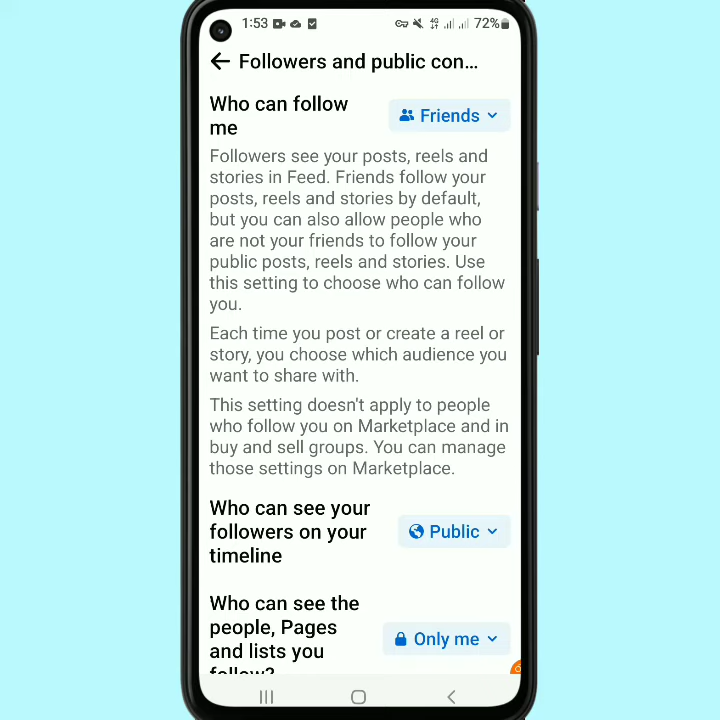 1:53
72%
Followers and public con...
Who can follow
me
Friends
Followers see your posts, reels and
stories in Feed. Friends follow your
posts, reels and stories by default,
but you can also allow people who
are not your friends to follow your
public posts, reels and stories. Use
this setting to choose who can follow
you.
Each time you post or create a reel or
story, you choose which audience you
want to share with.
This setting doesn't apply to people
who follow you on Marketplace and in
buy and sell groups. You can manage
those settings on Marketplace.
Who can see your
followers on your
timeline
Public
Who can see the
people, Pages
and lists you
follow?
Only me